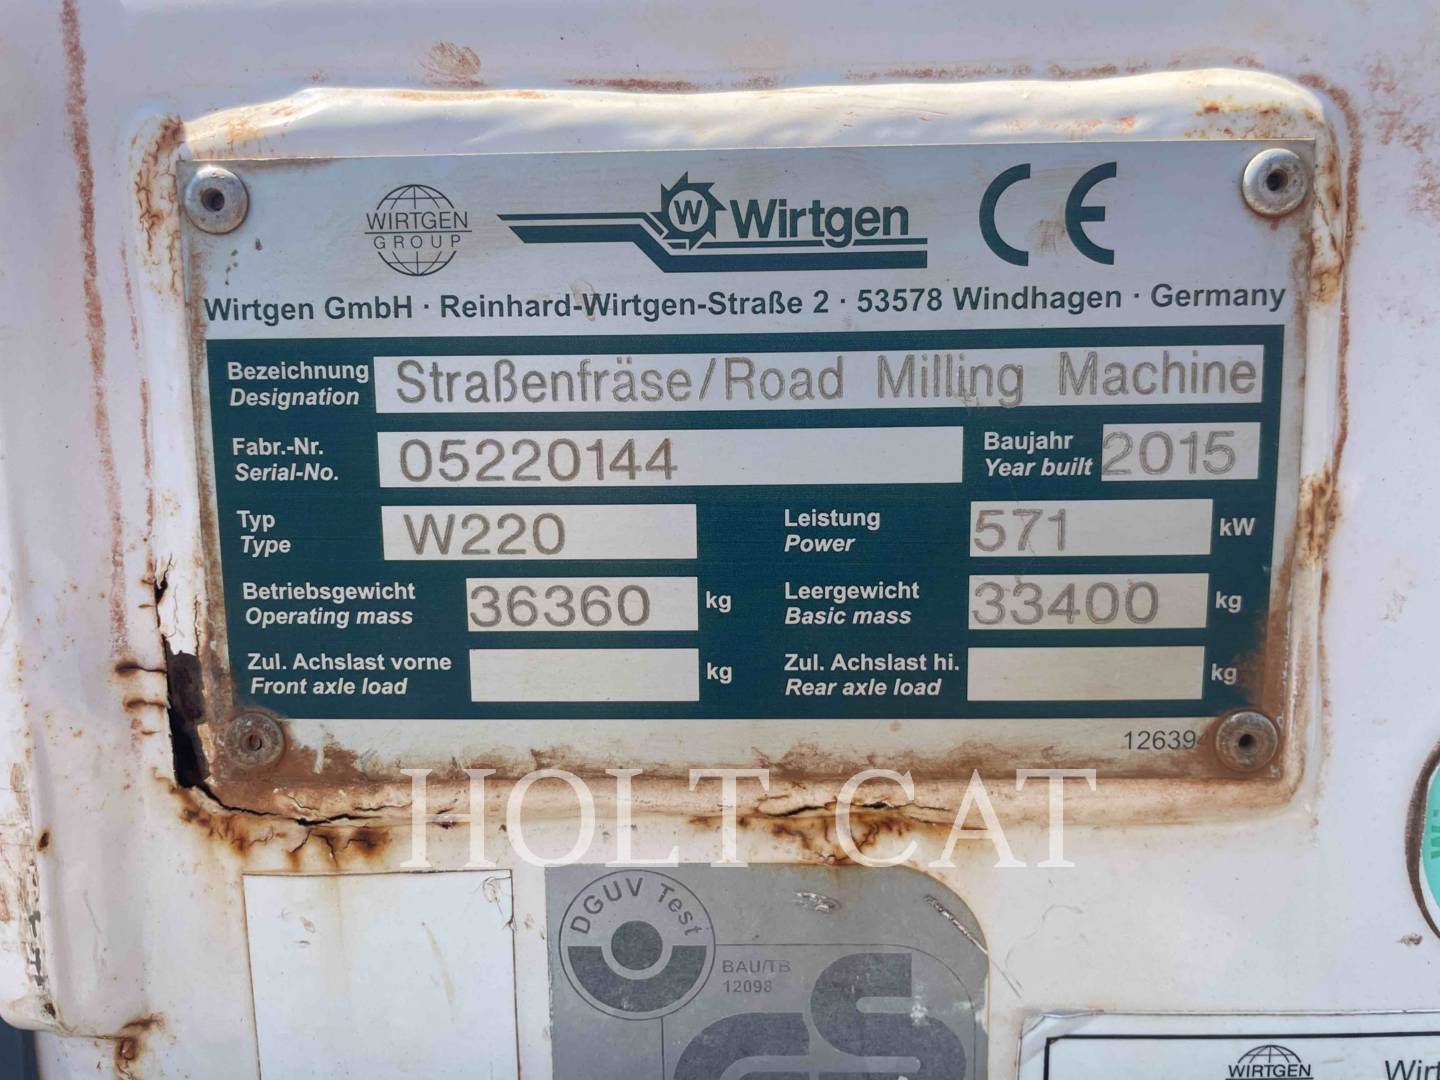 WIRTGEN
GROUP
W Wirtgen
CE
Wirtgen GmbH · Reinhard-Wirtgen-Straße 2 · 53578 Windhagen · Germany
Bezeichnung
Designation
Straßenfräse/Road Milling Machine
Fabr.-Nr.
Serial-No.
05220144
Baujahr
Year built
2015
Typ
Type
W220
Leistung
Power
571
kW
Betriebsgewicht
Operating mass
36360
kg
Leergewicht
Basic mass
33400
kg
Zul. Achslast vorne
Front axle load
kg
Zul. Achslast hi.
Rear axle load
kg
12639
HOLT CAT
DGUV Test
BAU/TB
12098
WIRTGEN